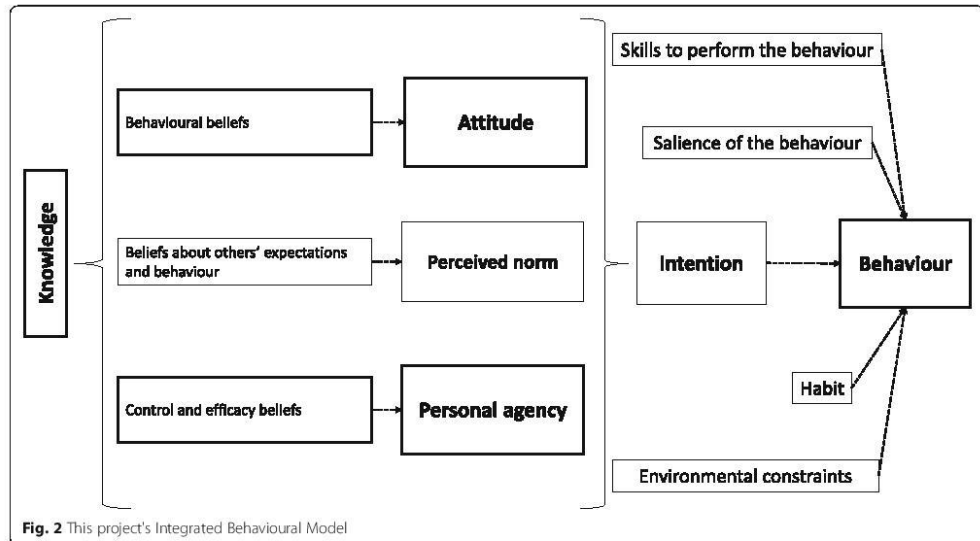 Skills to perform the behaviour
Behavioural beliefs
Attitude
Salience of the behaviour
Knowledge
Beliefs about others' expectations
and behaviour
Perceived norm
Intention
Behaviour
Control and efficacy beliefs
Personal agency
Habit
Environmental constraints
Fig. 2 This project's Integrated Behavioural Model